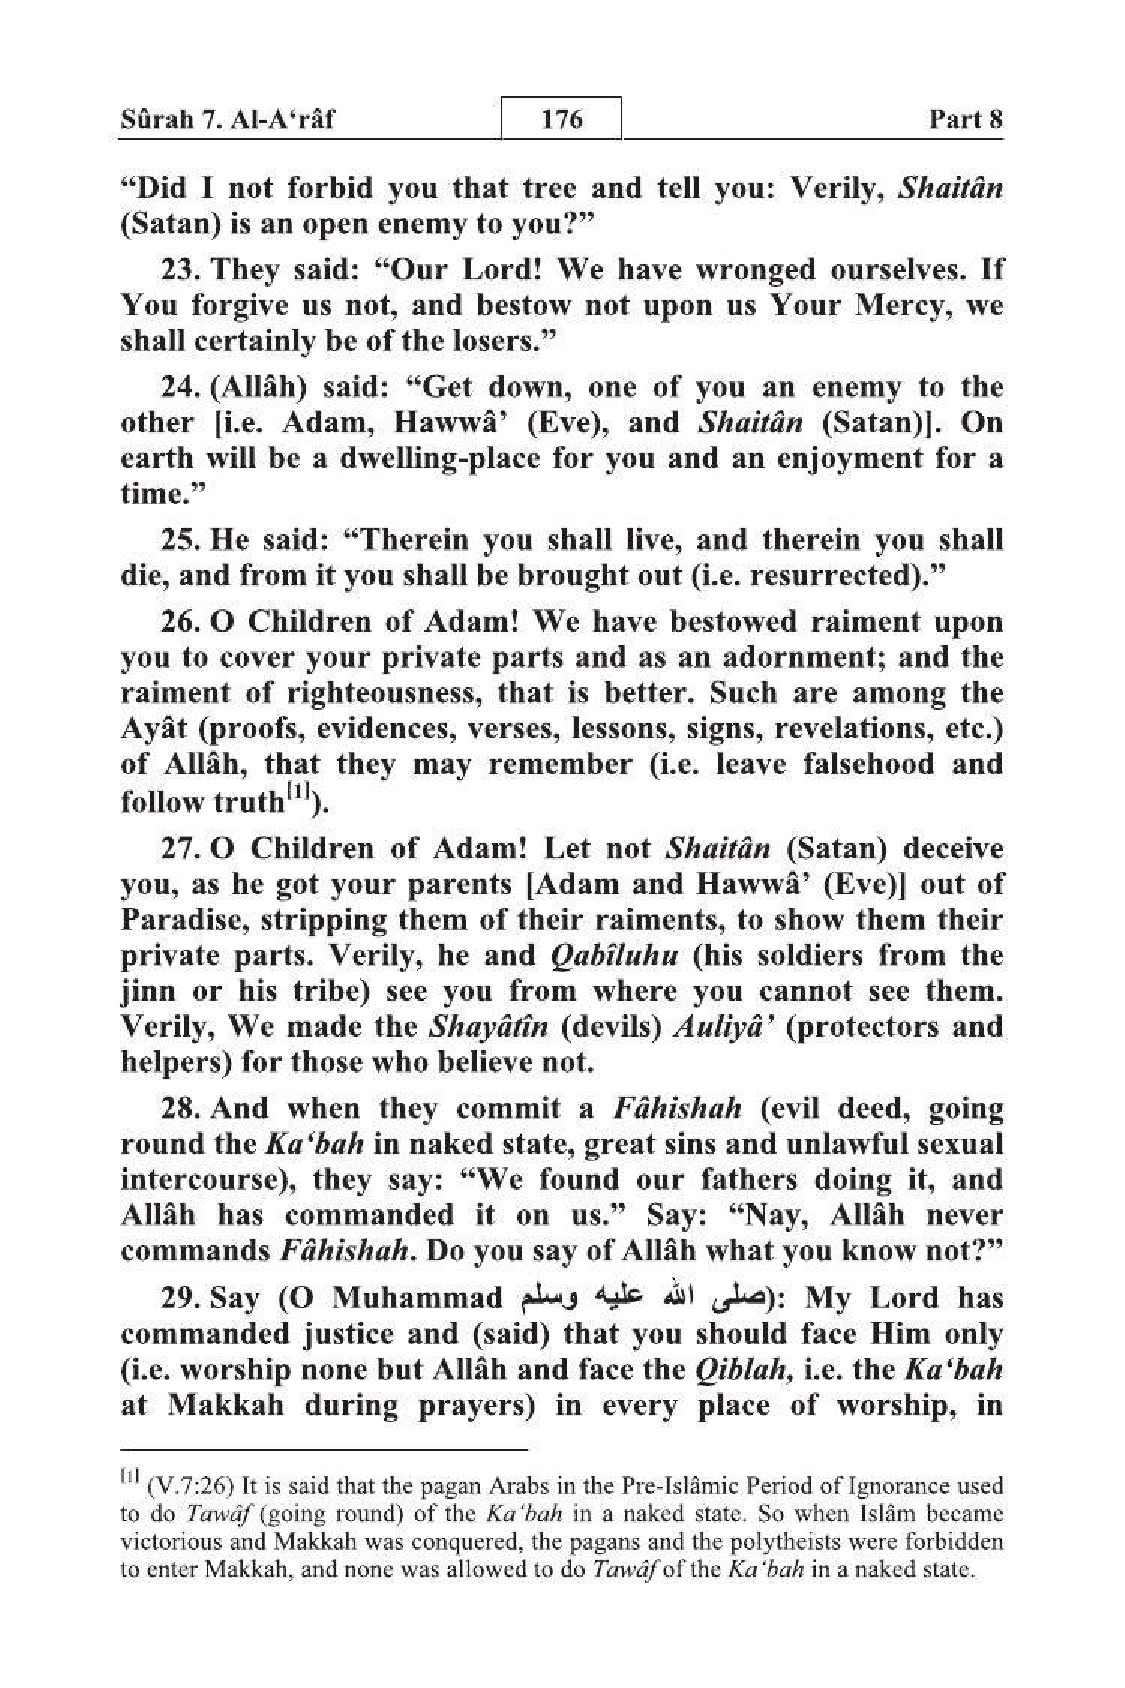 Sûrah 7. Al-A‘râf 176 Part 8
“Did I not forbid you that tree and tell you: Verily, Shaitân
(Satan) is an open enemy to you?”
23. They said: “Our Lord! We have wronged ourselves. If
You forgive us not, and bestow not upon us Your Mercy, we
shall certainly be of the losers.”
24. (Allâh) said: “Get down, one of you an enemy to the
other [i.e. Adam, Hawwâ’ (Eve), and Shaitân (Satan)]. On
earth will be a dwelling-place for you and an enjoyment for a
time.”
25. He said: “Therein you shall live, and therein you shall
die, and from it you shall be brought out (i.e. resurrected).”
26. O Children of Adam! We have bestowed raiment upon
you to cover your private parts and as an adornment; and the
raiment of righteousness, that is better. Such are among the
Ayât (proofs, evidences, verses, lessons, signs, revelations, etc.)
of Allâh, that they may remember (i.e. leave falsehood and
follow truth[1]).
27. O Children of Adam! Let not Shaitân (Satan) deceive
you, as he got your parents [Adam and Hawwâ’ (Eve)] out of
Paradise, stripping them of their raiments, to show them their
private parts. Verily, he and Qabîluhu (his soldiers from the
jinn or his tribe) see you from where you cannot see them.
Verily, We made the Shayâtîn (devils) Auliyâ’ (protectors and
helpers) for those who believe not.
28. And when they commit a Fâhishah (evil deed, going
round the Ka‘bah in naked state, great sins and unlawful sexual
intercourse), they say: “We found our fathers doing it, and
Allâh has commanded it on us.” Say: “Nay, Allâh never
commands Fâhishah. Do you say of Allâh what you know not?”
29. Say (O Muhammad صلى الله عليه وسلم): My Lord has
commanded justice and (said) that you should face Him only
(i.e. worship none but Allâh and face the Qiblah, i.e. the Ka‘bah
at Makkah during prayers) in every place of worship, in
[1] (V.7:26) It is said that the pagan Arabs in the Pre-Islâmic Period of Ignorance used
to do Tawâf (going round) of the Ka‘bah in a naked state. So when Islâm became
victorious and Makkah was conquered, the pagans and the polytheists were forbidden
to enter Makkah, and none was allowed to do Tawâf of the Ka‘bah in a naked state.